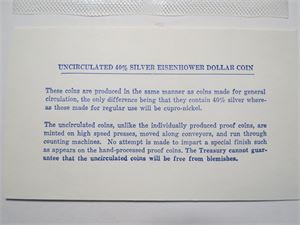 UNCIRCULATED 40% SILVER EISENHOWER DOLLAR COIN
These coins are produced in the same manner as coins made for general
circulation, the only difference being that they contain 40% silver where-
as those made for regular use will be cupro-nickel.
The uncirculated coins, unlike the individually produced proof coins, are
minted on high speed presses, moved along conveyers, and run through
counting machines. No attempt is made to impart a special finish such
as appears on the hand-processed proof coins. The Treasury cannot guar-
antee that the uncirculated coins will be free from blemishes.